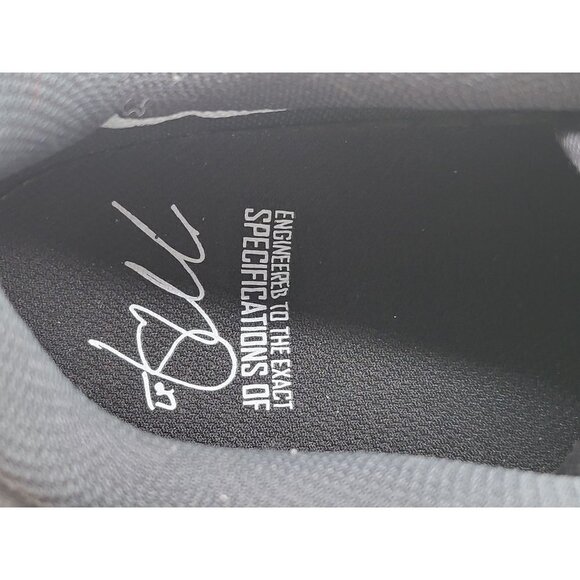 ENGINEERED TO THE EXACT
SPECIFICATIONS OF